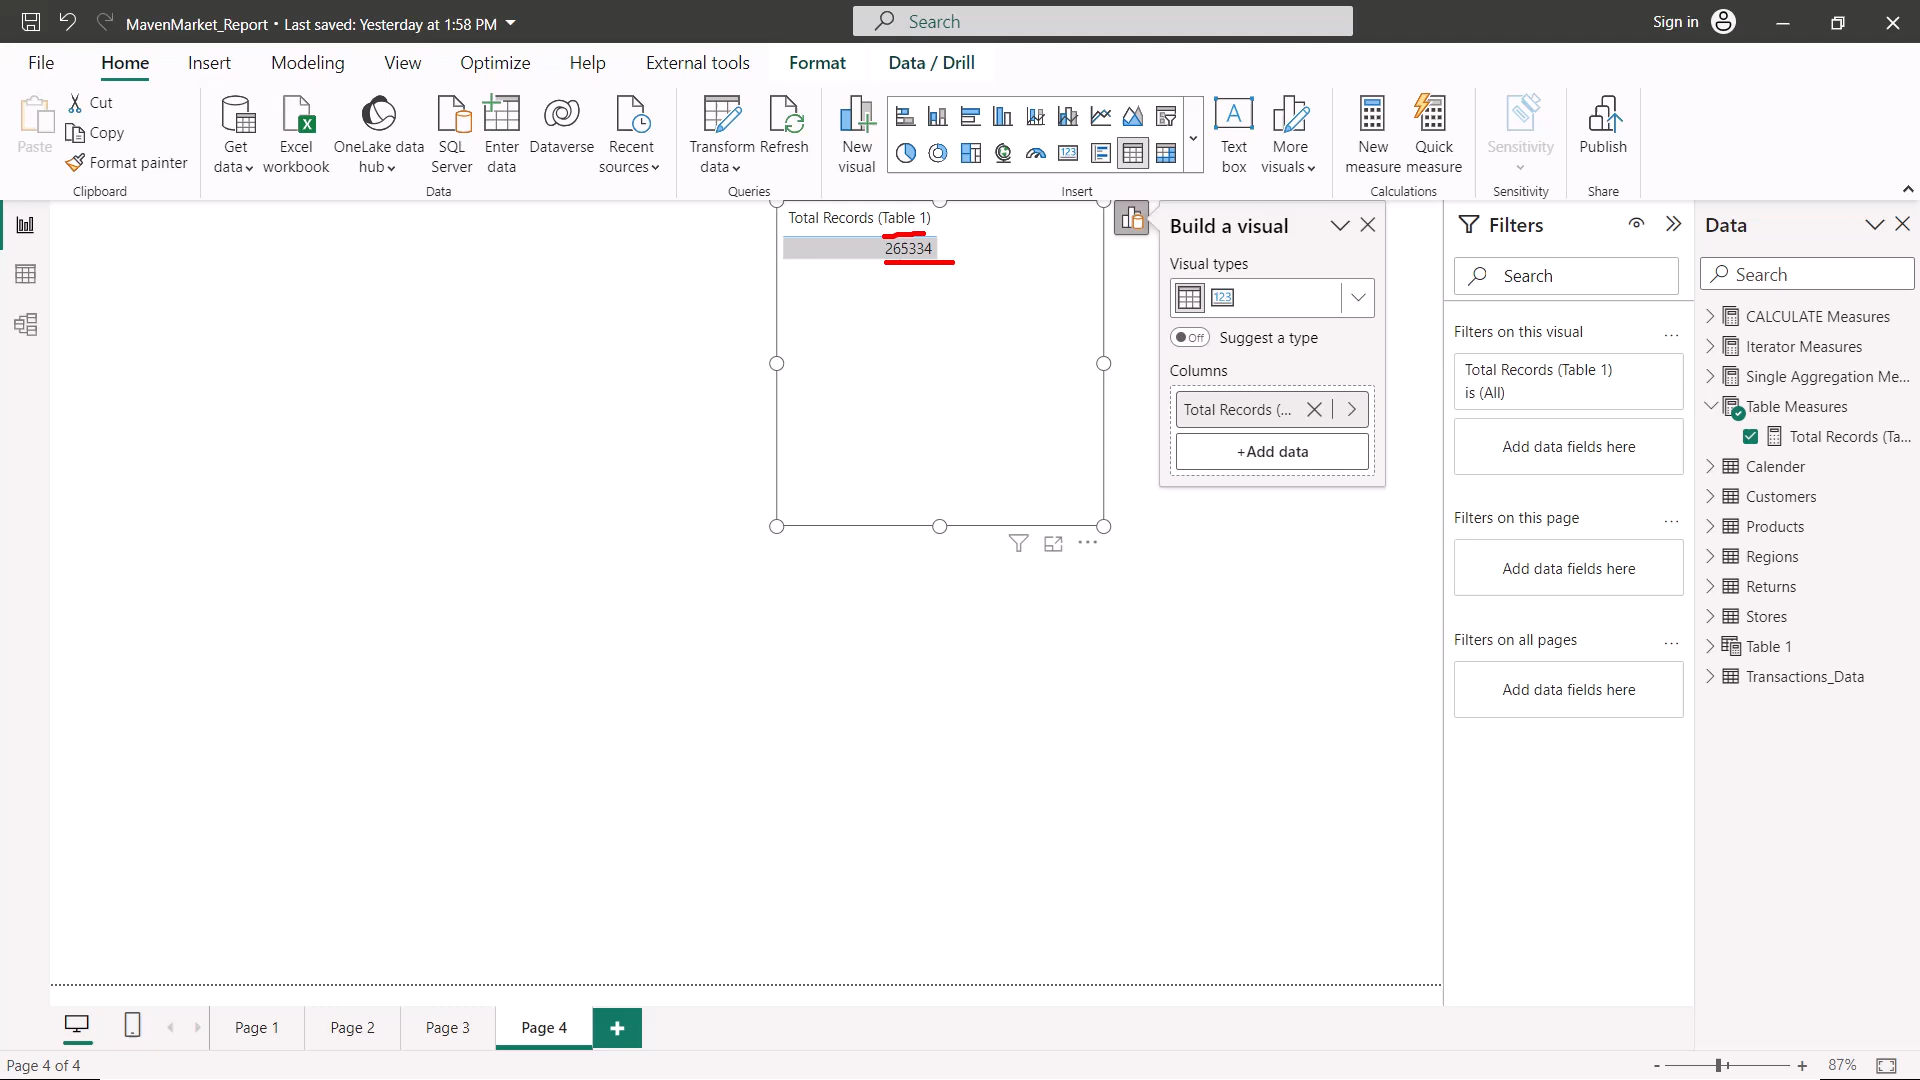 MavenMarket_Report • Last saved: Yesterday at 1:58 PM
Search
Sign in
File
Home
Insert
Modeling
View
Optimize
Help
External tools
Format
Data / Drill
Paste
Cut
Copy
Format painter
Clipboard
Get data
Excel workbook
OneLake data hub
SQL Server
Enter data
Dataverse
Recent sources
Data
Transform data
Refresh
Queries
New visual
123
Insert
A
Text box
More visuals
New measure
Quick measure
Calculations
Sensitivity
Sensitivity
Publish
Share
Total Records (Table 1)
265334
Build a visual
Visual types
123
Off
Suggest a type
Columns
Total Records (...
+Add data
Filters
Search
Filters on this visual
...
Total Records (Table 1)
is (All)
Add data fields here
Filters on this page
...
Add data fields here
Filters on all pages
...
Add data fields here
Data
Search
CALCULATE Measures
Iterator Measures
Single Aggregation Me...
Table Measures
Total Records (Ta...
Calender
Customers
Products
Regions
Returns
Stores
Table 1
Transactions_Data
Page 1
Page 2
Page 3
Page 4
+
Page 4 of 4
-
+
87%